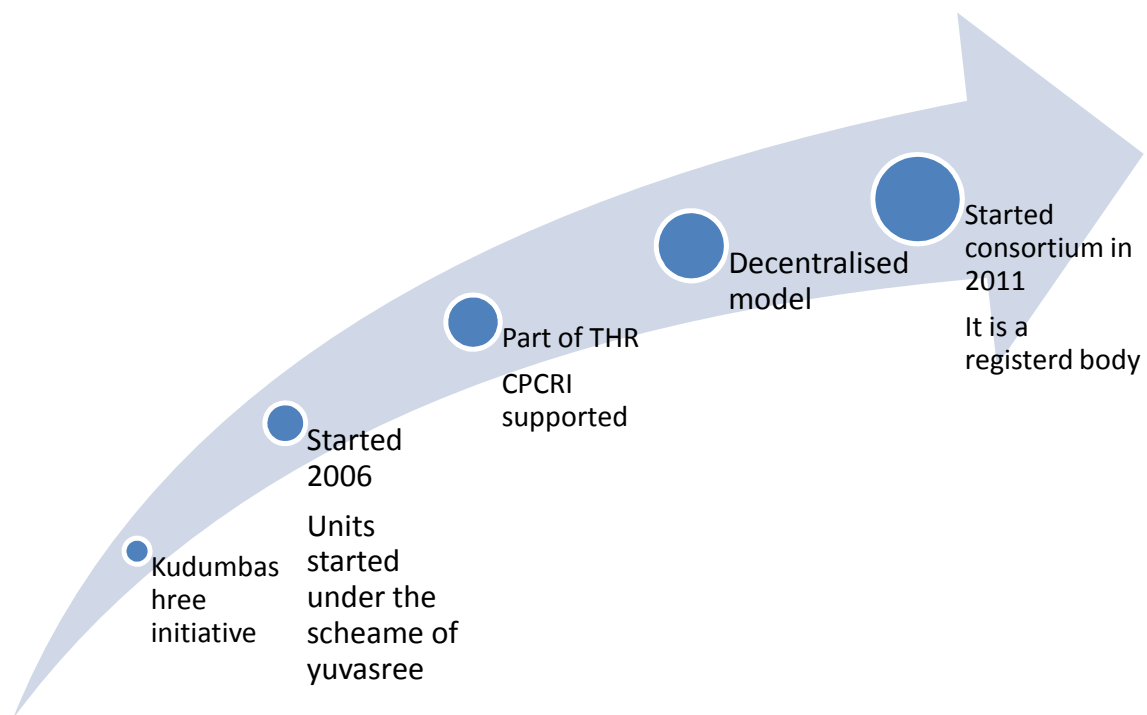 Kudumbas
hree
initiative
Started
2006
Units
started
under the
scheame of
yuvasree
Part of THR
CPCRI
supported
Decentralised
model
Started
consortium in
2011
It is a
registerd body